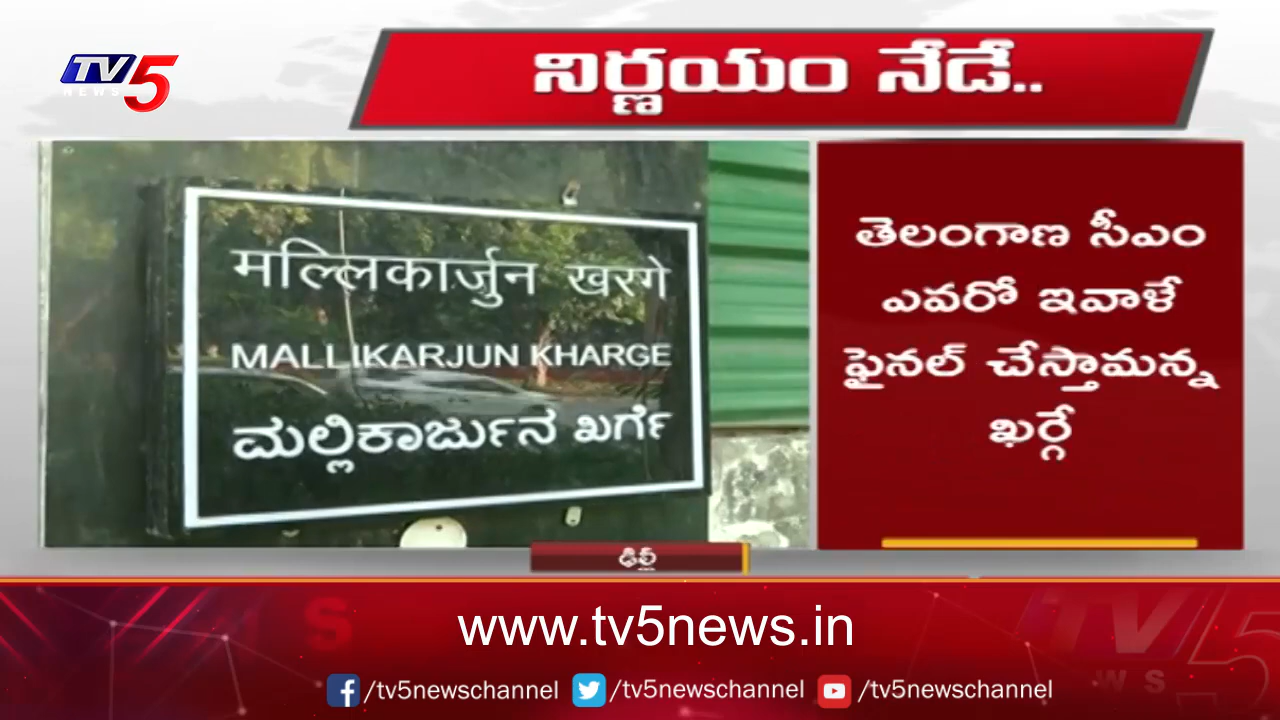 TV5
NEWS
నిర్ణయం నేడే..
मल्लिकार्जुन खरगे
MALLIKARJUN KHARGE
ಮಲ್ಲಿಕಾರ್ಜುನ ಖರ್ಗೆ
తెలంగాణ సీఎం
ఎవరో ఇవాళే
ఫైనల్ చేస్తామన్న
ఖర్గే
ఢిల్లీ
www.tv5news.in
/tv5newschannel
/tv5newschannel
/tv5newschannel